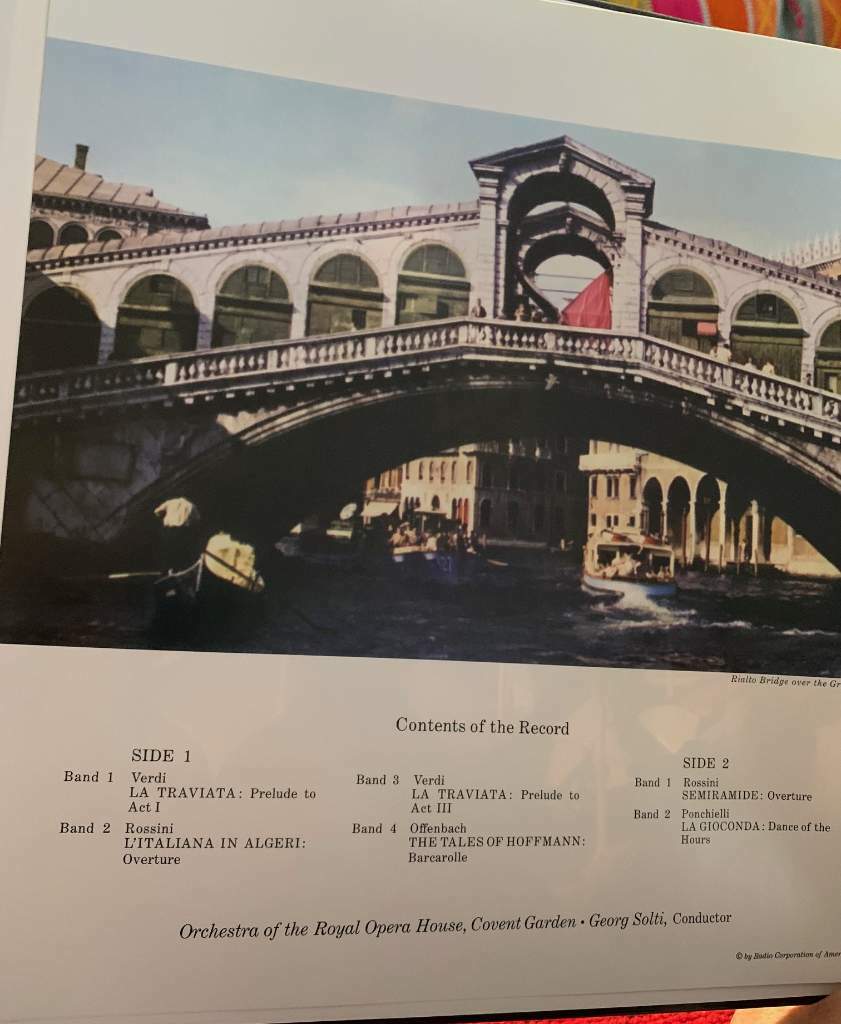 Rialto Bridge over the
Contents of the Record
SIDE 1
Band 1 Verdi
LA TRAVIATA: Prelude to
Act I
Band 2 Rossini
L'ITALIANA IN ALGERI:
Overture
Band 3 Verdi
LA TRAVIATA: Prelude to
Act III
Band 4 Offenbach
THE TALES OF HOFFMANN:
Barcarolle
SIDE 2
Band 1 Rossini
SEMIRAMIDE: Overture
Band 2 Ponchielli
LA GIOCONDA: Dance of the
Hours
Orchestra of the Royal Opera House, Covent Garden • Georg Solti, Conductor
© by Radio Corporation of